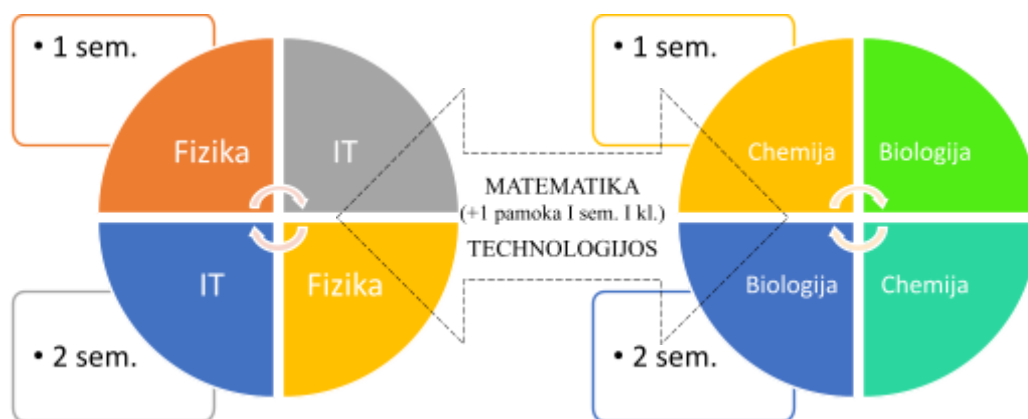 • 1 sem.
Fizika
IT
IT
Fizika
• 2 sem.
MATEMATIKA
(+1 pamoka I sem. I kl.)
TECHNOLOGIJOS
• 1 sem.
Chemija
Biologija
Biologija
Chemija
• 2 sem.